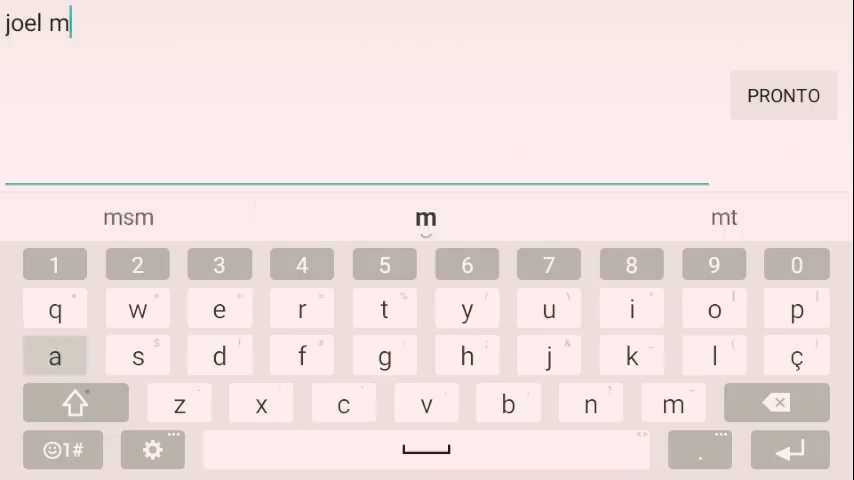 joel m
PRONTO
msm m mt
1 2 3 4 5 6 7 8 9 0
q w e r t y u i o p
a s d f g h j k l ç
z x c v b n m
☺1# .